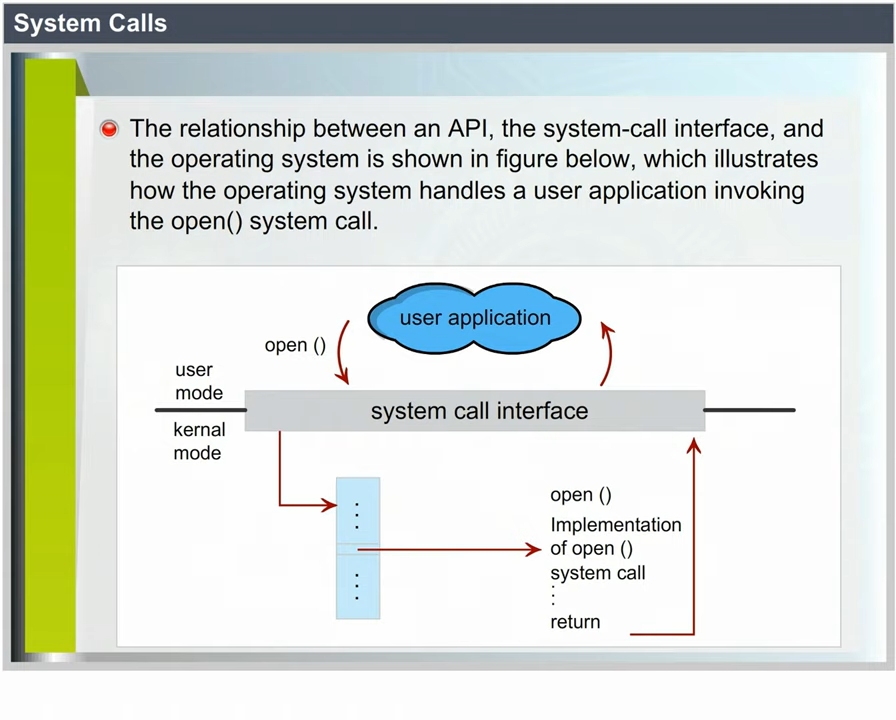 System Calls
The relationship between an API, the system-call interface, and
the operating system is shown in figure below, which illustrates
how the operating system handles a user application invoking
the open() system call.
user application
open ()
user
mode
system call interface
kernal
mode
open ()
Implementation
of open ()
system call
return